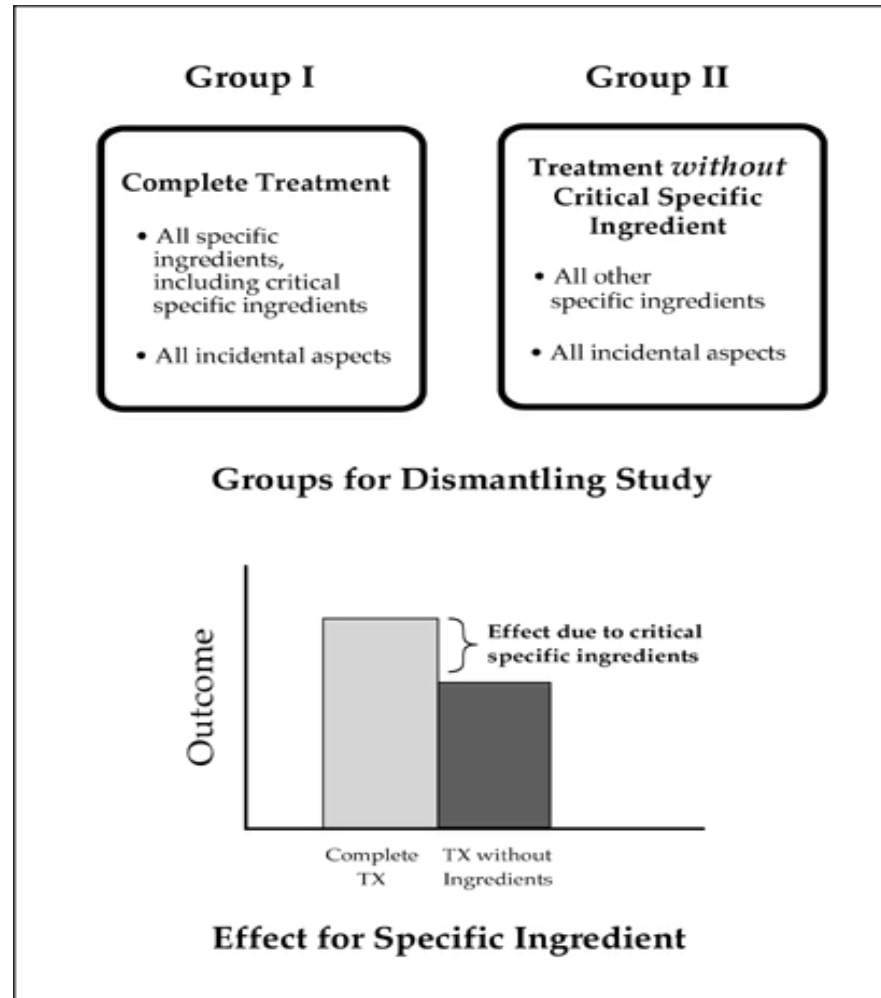 Group I
Group II
Complete Treatment
• All specific
ingredients,
including critical
specific ingredients
• All incidental aspects
Treatment without
Critical Specific
Ingredient
• All other
specific ingredients
• All incidental aspects
Groups for Dismantling Study
Outcome
Effect due to critical
specific ingredients
Complete
TX
TX without
Ingredients
Effect for Specific Ingredient